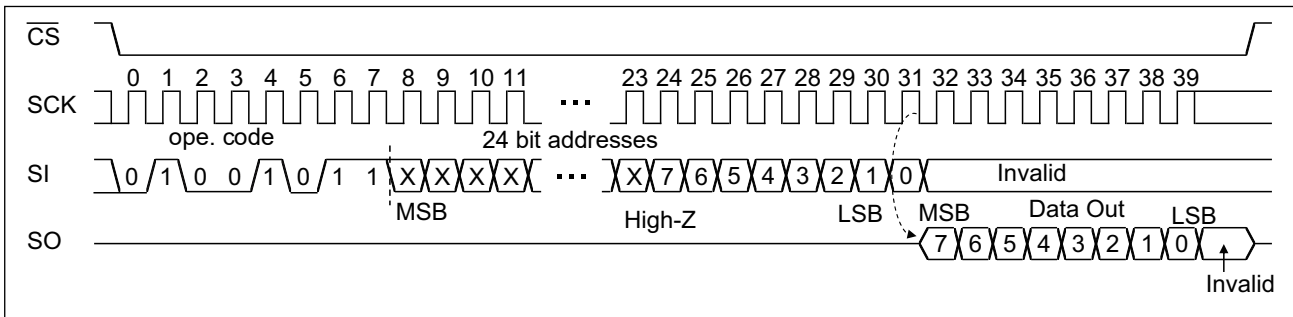 CS
0 1 2 3 4 5 6 7 8 9 10 11 23 24 25 26 27 28 29 30 31 32 33 34 35 36 37 38 39
SCK ...
ope. code 24 bit addresses
SI 0 1 0 0 1 0 1 1 X X X X ... X 7 6 5 4 3 2 1 0 Invalid
MSB High-Z LSB MSB Data Out LSB
SO 7 6 5 4 3 2 1 0
Invalid